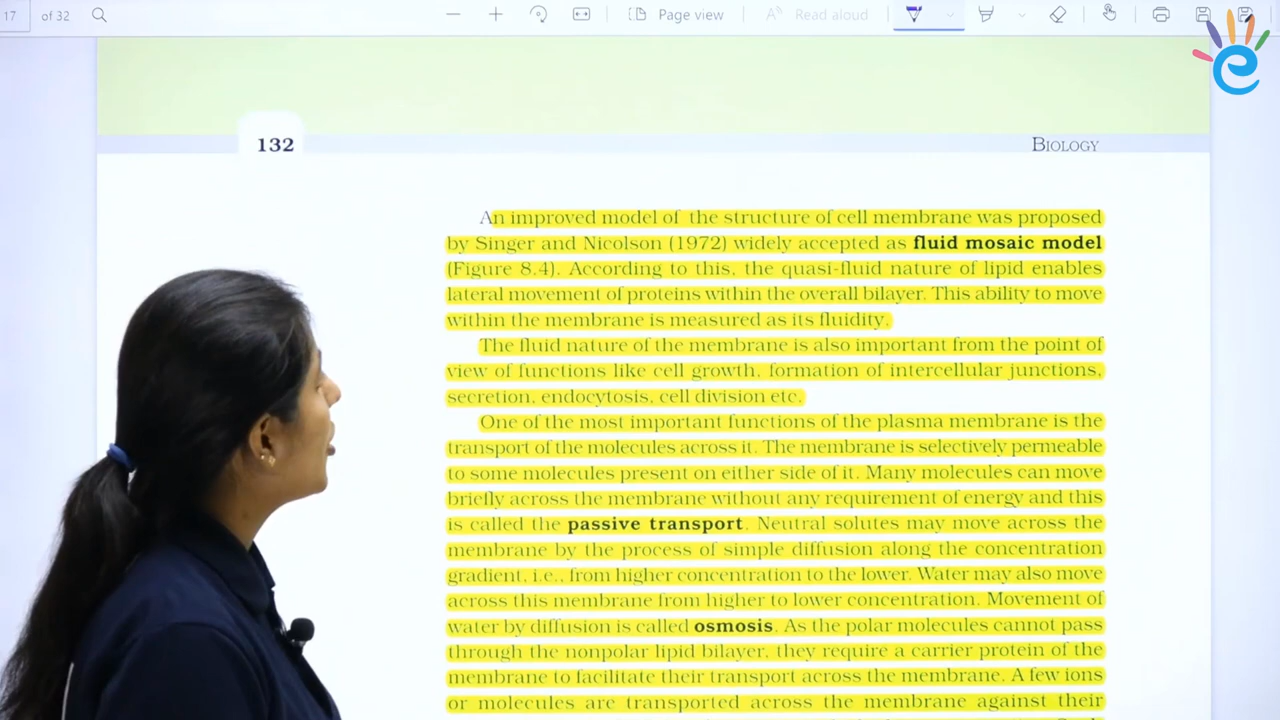 17 of 32 Page view Read aloud
132 BIOLOGY
An improved model of the structure of cell membrane was proposed
by Singer and Nicolson (1972) widely accepted as fluid mosaic model
(Figure 8.4). According to this, the quasi-fluid nature of lipid enables
lateral movement of proteins within the overall bilayer. This ability to move
within the membrane is measured as its fluidity.
The fluid nature of the membrane is also important from the point of
view of functions like cell growth, formation of intercellular junctions,
secretion, endocytosis, cell division etc.
One of the most important functions of the plasma membrane is the
transport of the molecules across it. The membrane is selectively permeable
to some molecules present on either side of it. Many molecules can move
briefly across the membrane without any requirement of energy and this
is called the passive transport. Neutral solutes may move across the
membrane by the process of simple diffusion along the concentration
gradient, i.e., from higher concentration to the lower. Water may also move
across this membrane from higher to lower concentration. Movement of
water by diffusion is called osmosis. As the polar molecules cannot pass
through the nonpolar lipid bilayer, they require a carrier protein of the
membrane to facilitate their transport across the membrane. A few ions
or molecules are transported across the membrane against their